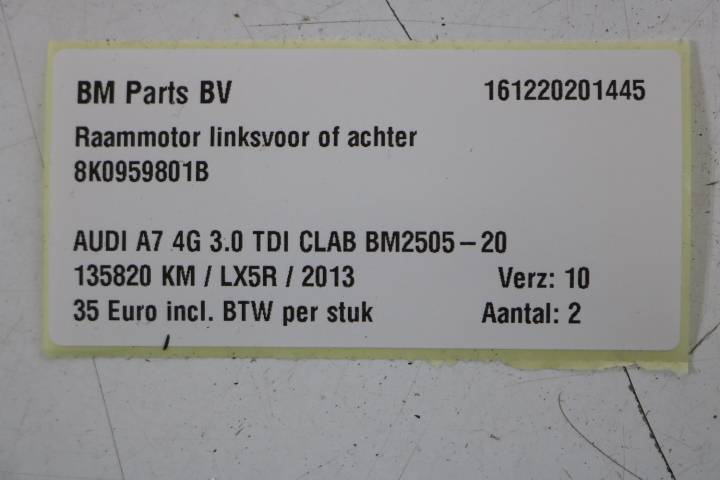 BM Parts BV 161220201445
Raammotor linksvoor of achter
8K0959801B
AUDI A7 4G 3.0 TDI CLAB BM2505-20
135820 KM / LX5R / 2013 Verz: 10
35 Euro incl. BTW per stuk Aantal: 2